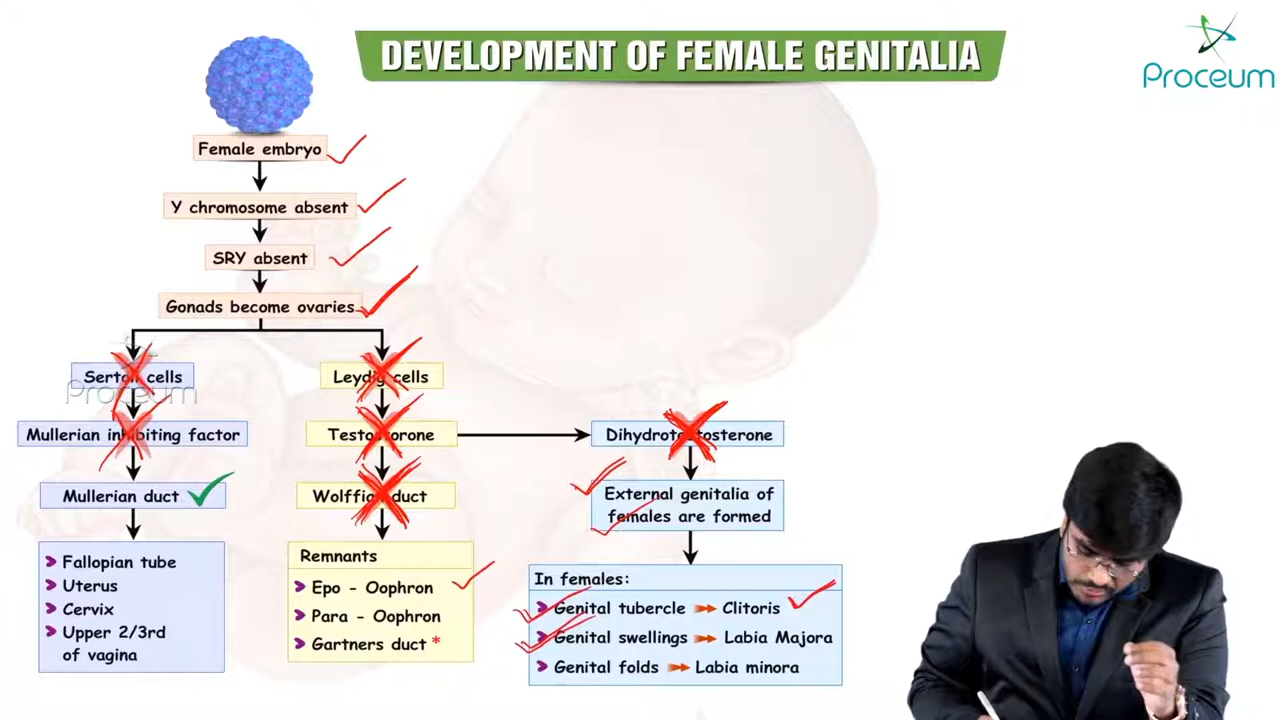 DEVELOPMENT OF FEMALE GENITALIA
Proceum
Female embryo
Y chromosome absent
SRY absent
Gonads become ovaries
Sertoli cells
Leydig cells
Proceum
Mullerian inhibiting factor
Testosterone
Dihydrotestosterone
Mullerian duct
Wolffian duct
External genitalia of
females are formed
Fallopian tube
Uterus
Cervix
Upper 2/3rd
of vagina
Remnants
Epo - Oophron
Para - Oophron
Gartners duct *
In females:
Genital tubercle Clitoris
Genital swellings Labia Majora
Genital folds Labia minora